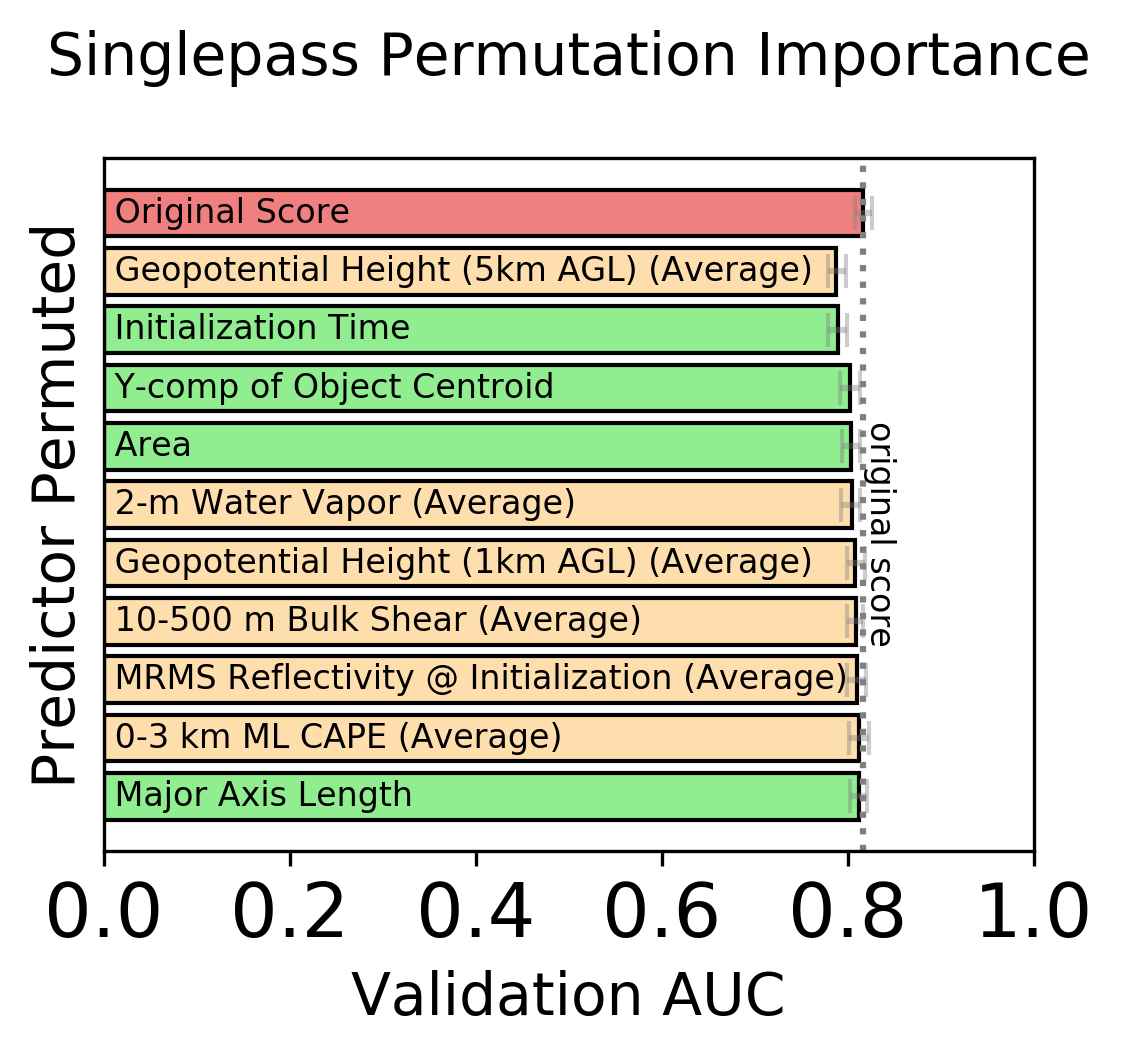 Singlepass Permutation Importance
Predictor Permuted
Original Score
Geopotential Height (5km AGL) (Average)
Initialization Time
Y-comp of Object Centroid
Area
2-m Water Vapor (Average)
Geopotential Height (1km AGL) (Average)
10-500 m Bulk Shear (Average)
MRMS Reflectivity @ Initialization (Average)
0-3 km ML CAPE (Average)
Major Axis Length
original score
0.0 0.2 0.4 0.6 0.8 1.0
Validation AUC